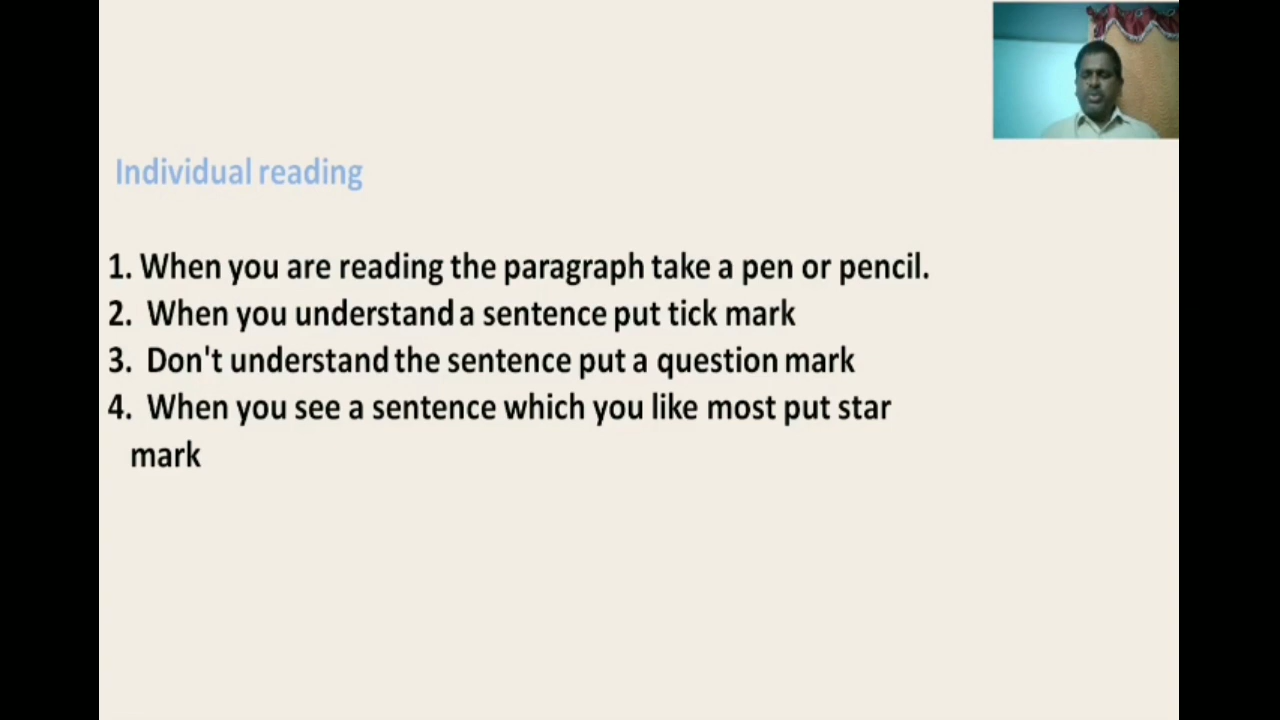 Individual reading
1. When you are reading the paragraph take a pen or pencil.
2. When you understand a sentence put tick mark
3. Don't understand the sentence put a question mark
4. When you see a sentence which you like most put star
mark